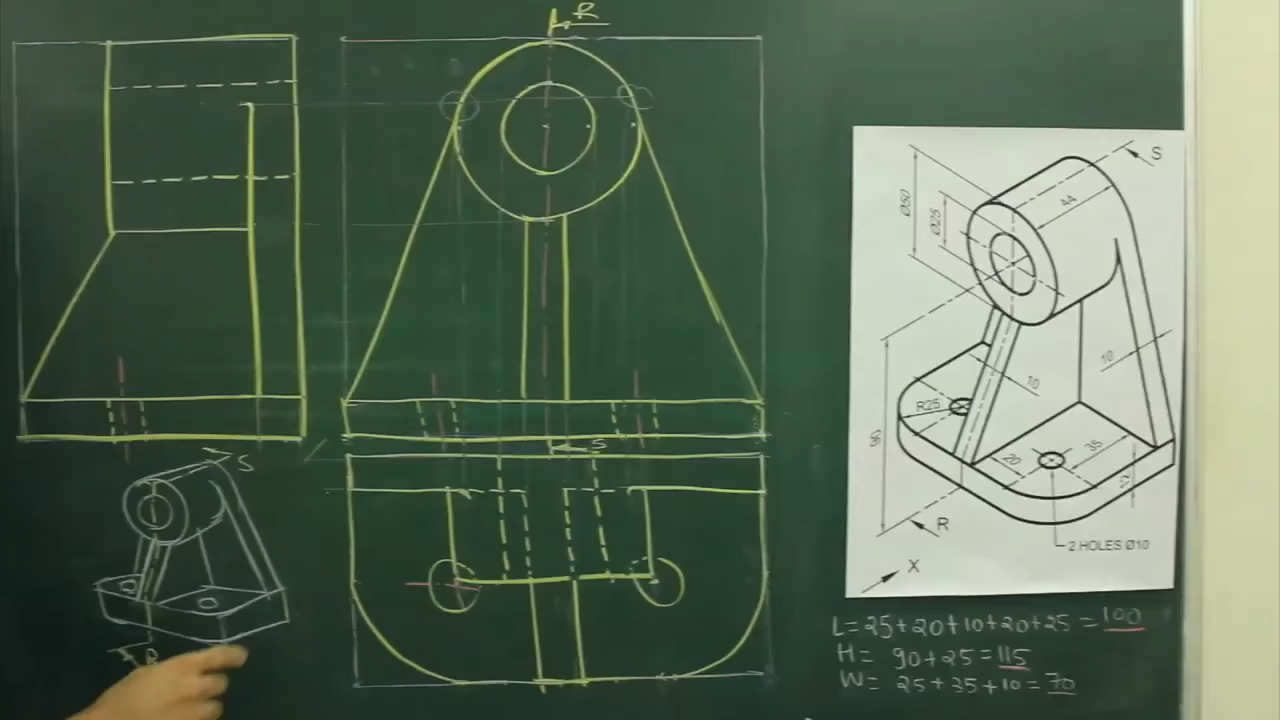 R
S
S
R
S
Ø50
Ø25
44
10
10
R25
90
20
35
R
2 HOLES Ø10
X
L=25+20+10+20+25=100
H= 90+25=115
W= 25+35+10=70